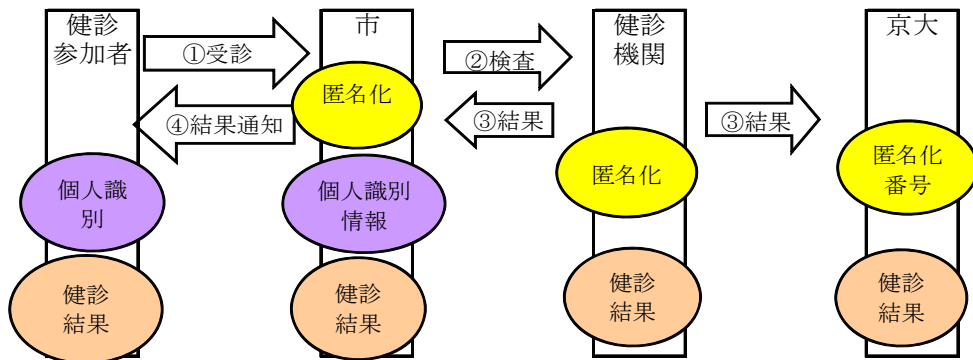 健診
参加者
市
健診
機関
京大
①受診
②検査
④結果通知
③結果
③結果
匿名化
匿名化
匿名化
番号
個人識
別
個人識別
情報
健診
結果
健診
結果
健診
結果
健診
結果